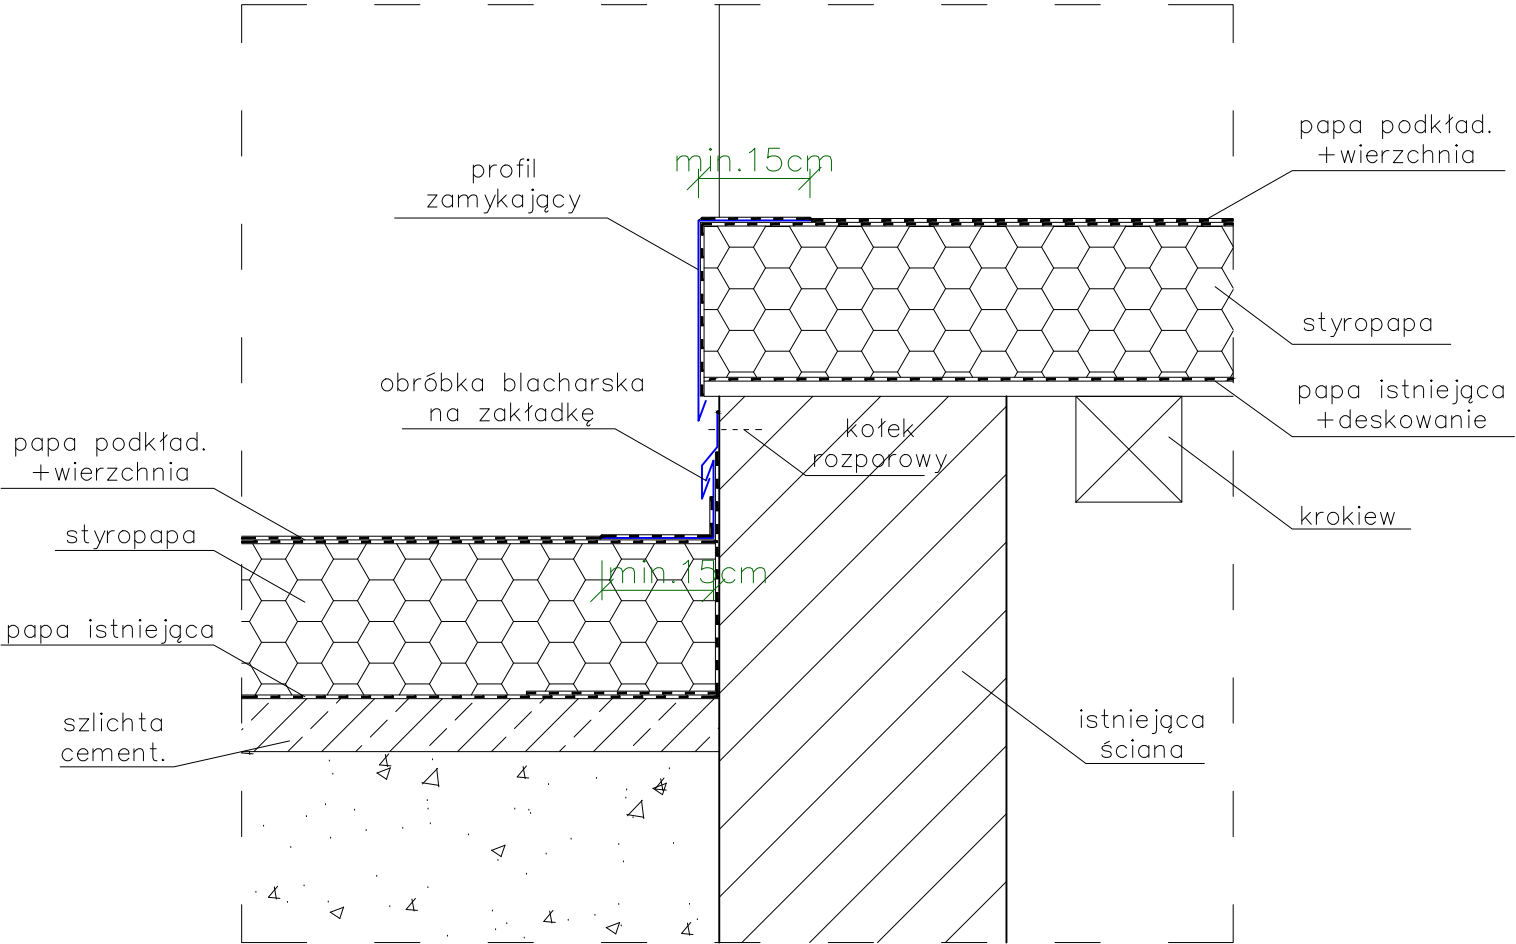 papa podkład.
+wierzchnia
min.15cm
profil
zamykający
styropapa
obróbka blacharska
na zakładkę
papa istniejąca
+deskowanie
kołek
rozporowy
papa podkład.
+wierzchnia
krokiew
styropapa
min.15cm
papa istniejąca
szlichta
cement.
istniejąca
ściana